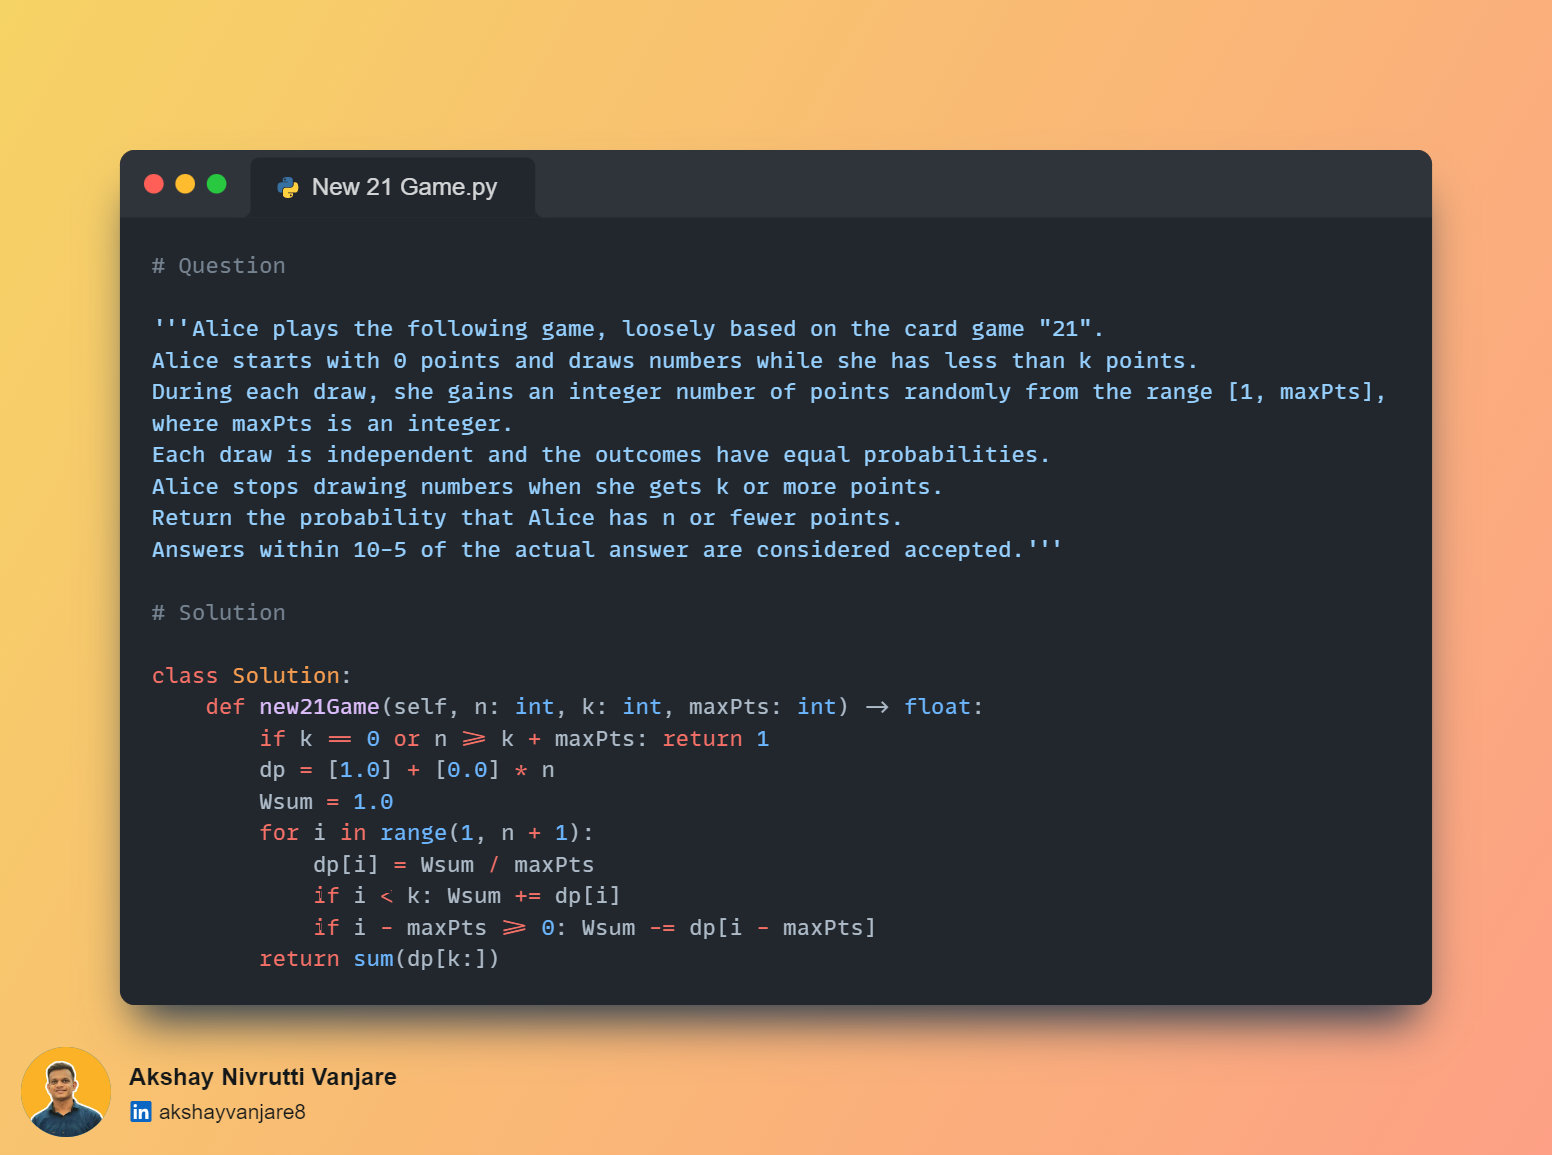 New 21 Game.py
# Question
'''Alice plays the following game, loosely based on the card game "21".
Alice starts with 0 points and draws numbers while she has less than k points.
During each draw, she gains an integer number of points randomly from the range [1, maxPts],
where maxPts is an integer.
Each draw is independent and the outcomes have equal probabilities.
Alice stops drawing numbers when she gets k or more points.
Return the probability that Alice has n or fewer points.
Answers within 10-5 of the actual answer are considered accepted.'''
# Solution
class Solution:
    def new21Game(self, n: int, k: int, maxPts: int) -> float:
        if k == 0 or n >= k + maxPts: return 1
        dp = [1.0] + [0.0] * n
        Wsum = 1.0
        for i in range(1, n + 1):
            dp[i] = Wsum / maxPts
            if i < k: Wsum += dp[i]
            if i - maxPts >= 0: Wsum -= dp[i - maxPts]
        return sum(dp[k:])
Akshay Nivrutti Vanjare
in akshayvanjare8